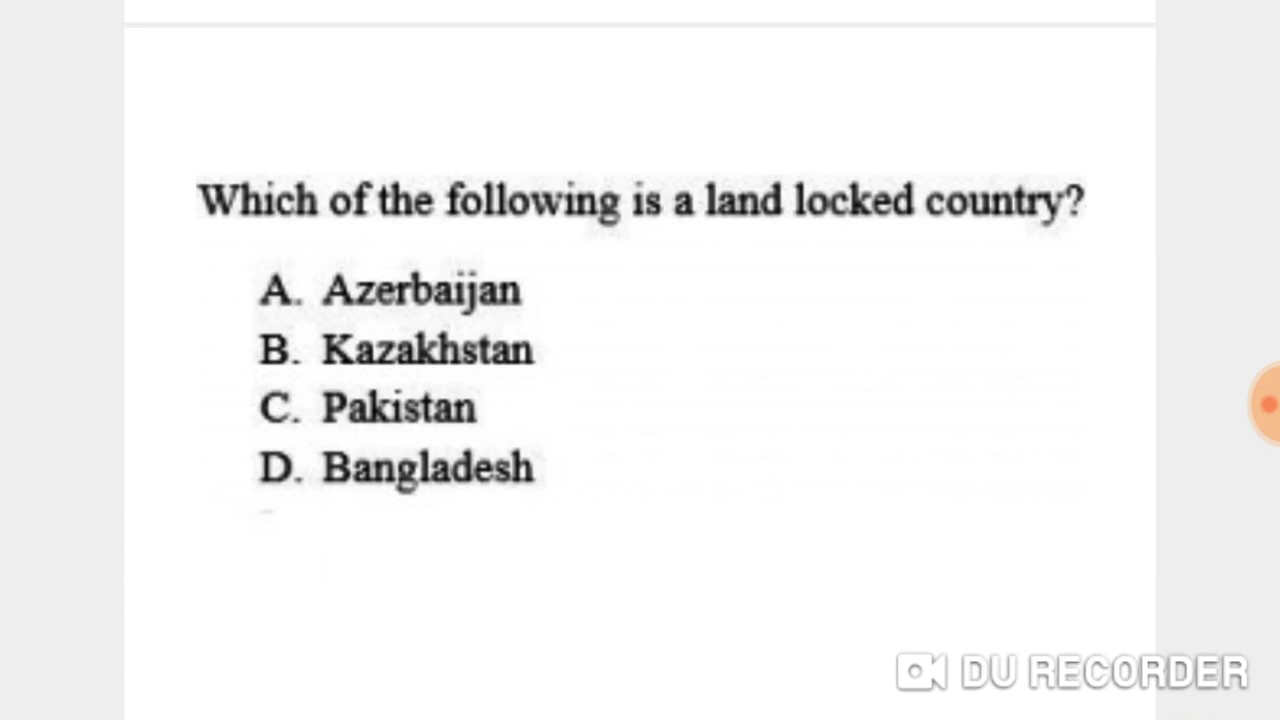 Which of the following is a land locked country?
A. Azerbaijan
B. Kazakhstan
C. Pakistan
D. Bangladesh
DU RECORDER